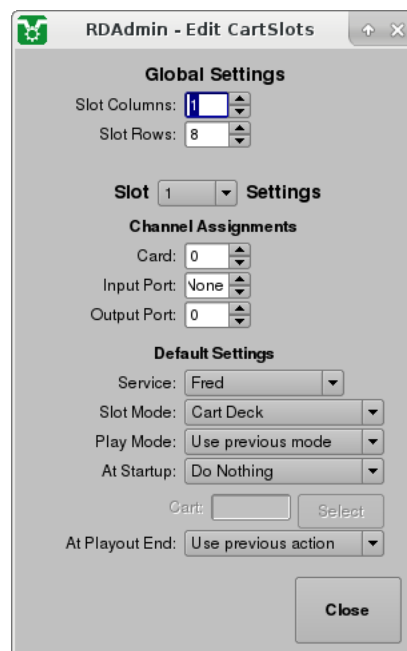 RDAdmin - Edit CartSlots
Global Settings
Slot Columns: 1
Slot Rows: 8
Slot 1 Settings
Channel Assignments
Card: 0
Input Port: None
Output Port: 0
Default Settings
Service: Fred
Slot Mode: Cart Deck
Play Mode: Use previous mode
At Startup: Do Nothing
Cart: Select
At Playout End: Use previous action
Close